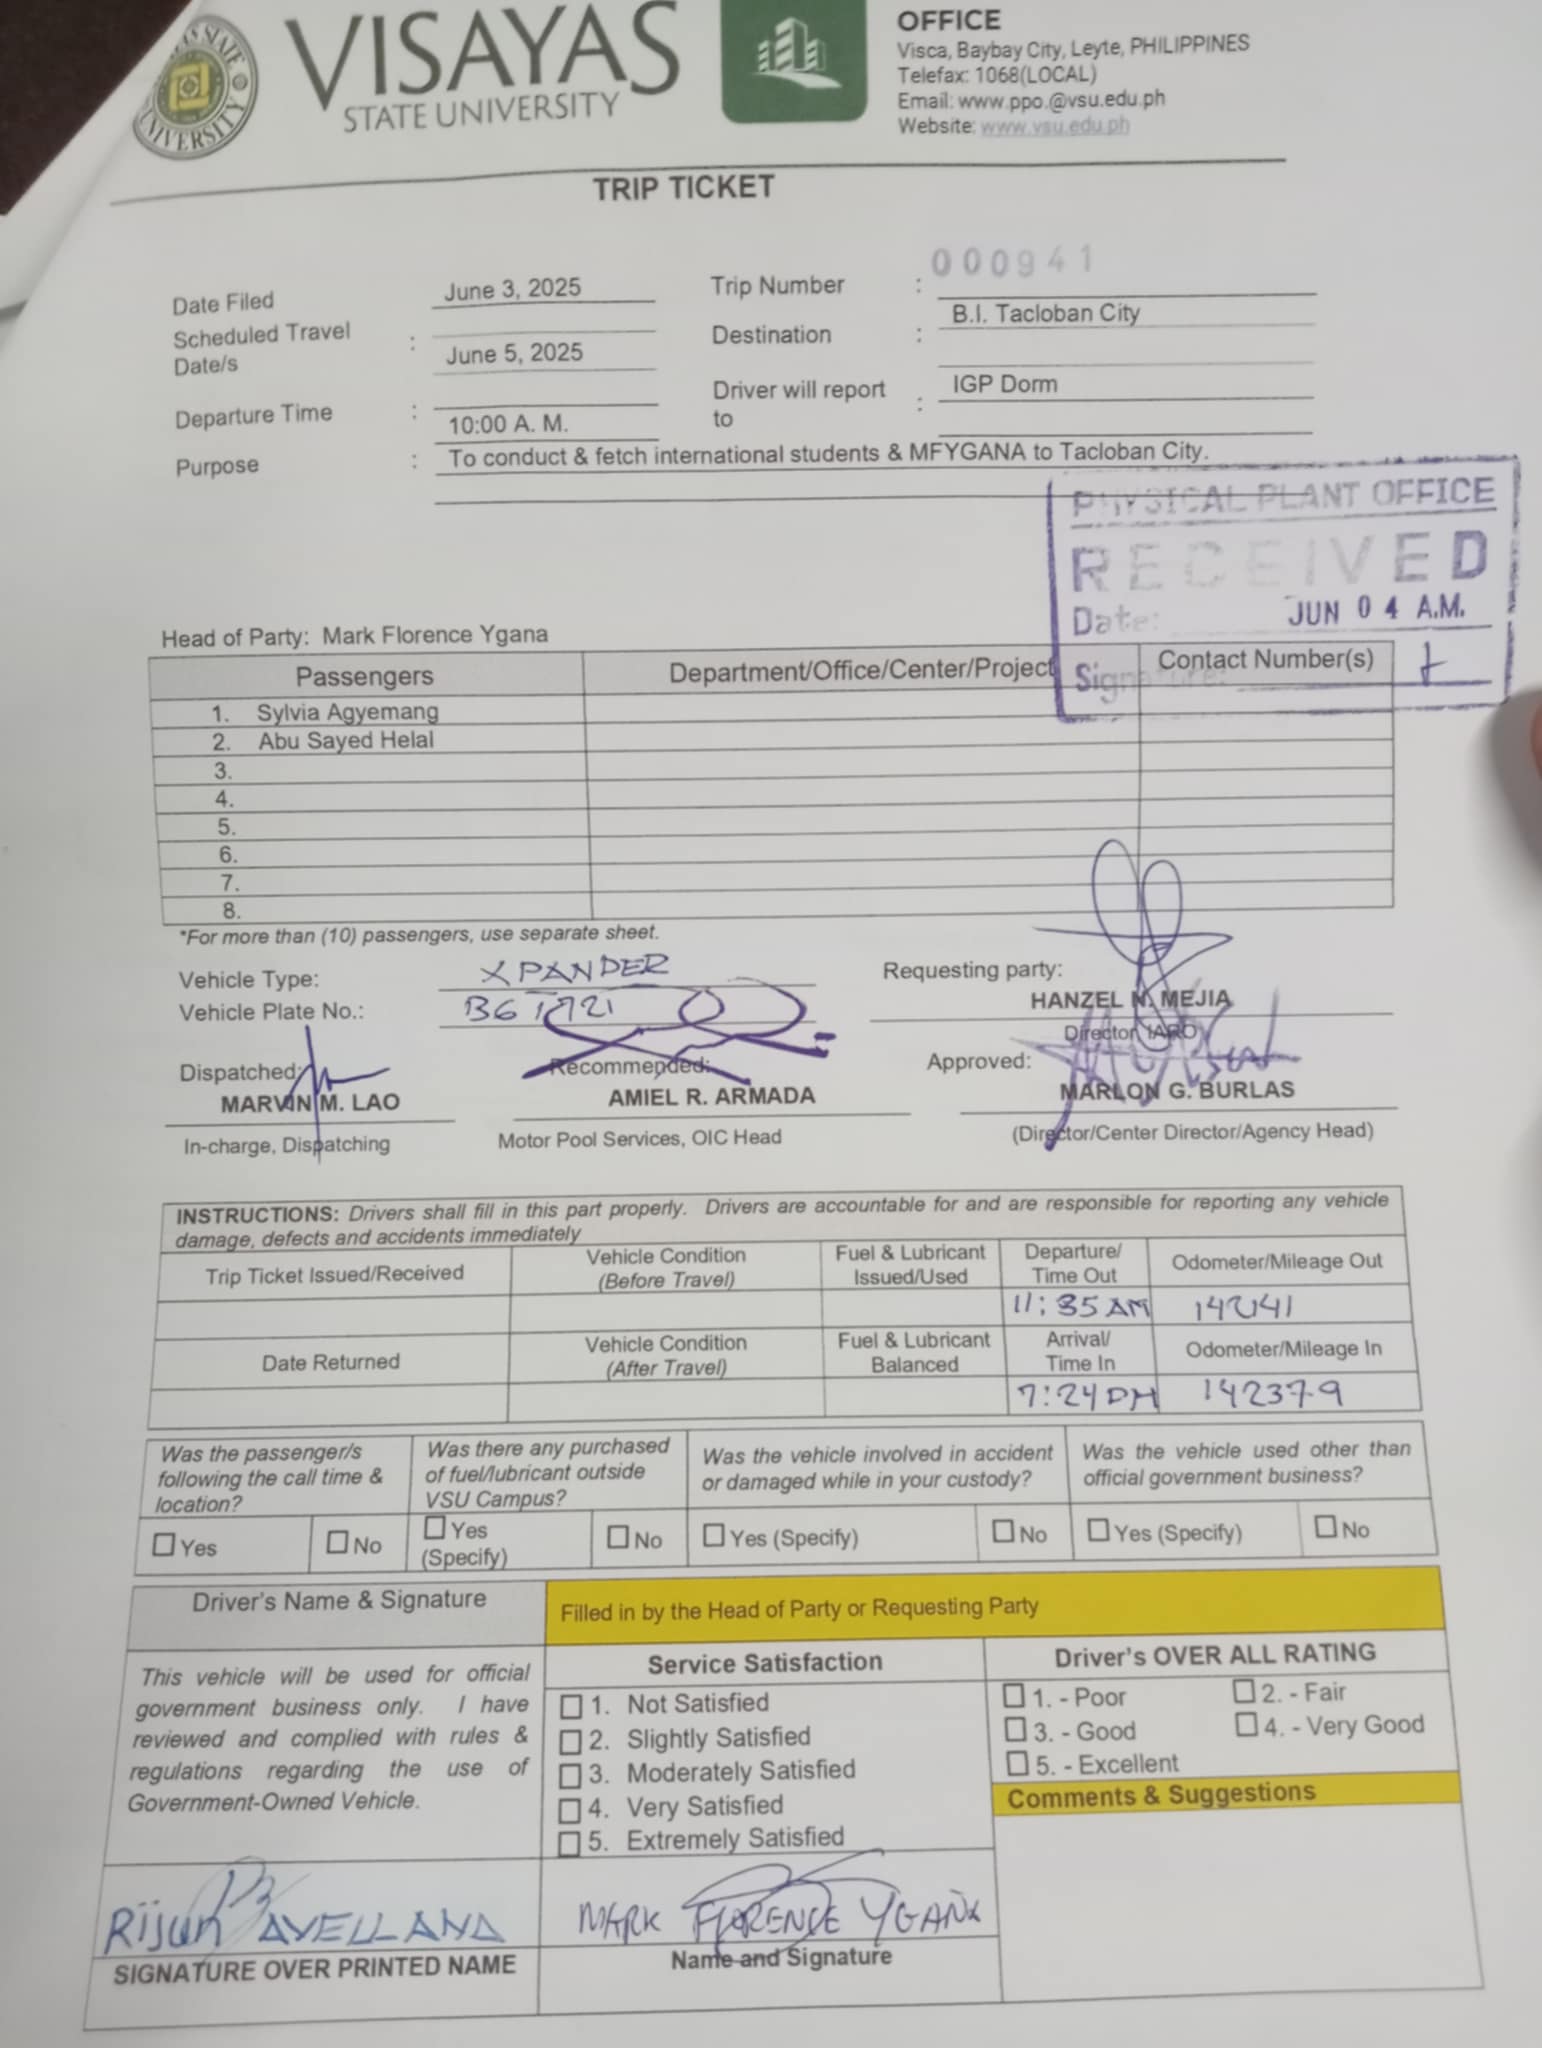 VISAYAS
STATE UNIVERSITY
OFFICE
Visca, Baybay City, Leyte, PHILIPPINES
Telefax: 1068(LOCAL)
Email: www.ppo.@vsu.edu.ph
Website: www.vsu.edu.ph
TRIP TICKET
Date Filed June 3, 2025 Trip Number : 000941
Scheduled Travel Date/s : June 5, 2025 Destination : B.I. Tacloban City
Departure Time : 10:00 A. M. Driver will report to : IGP Dorm
Purpose : To conduct & fetch international students & MFYGANA to Tacloban City.
PHYSICAL PLANT OFFICE
RECEIVED
Date: JUN 04 A.M.
Signature:
Head of Party: Mark Florence Ygana
Passengers Department/Office/Center/Project Contact Number(s)
1. Sylvia Agyemang
2. Abu Sayed Helal
3.
4.
5.
6.
7.
8.
*For more than (10) passengers, use separate sheet.
Vehicle Type: XPANDER Requesting party:
Vehicle Plate No.: HANZEL N. MEJIA
Director, IARO
Dispatched: Recommended: Approved:
MARVIN M. LAO AMIEL R. ARMADA MARLON G. BURLAS
In-charge, Dispatching Motor Pool Services, OIC Head (Director/Center Director/Agency Head)
INSTRUCTIONS: Drivers shall fill in this part properly. Drivers are accountable for and are responsible for reporting any vehicle
damage, defects and accidents immediately
Trip Ticket Issued/Received Vehicle Condition (Before Travel) Fuel & Lubricant Issued/Used Departure/ Time Out Odometer/Mileage Out
11:35 AM
Date Returned Vehicle Condition (After Travel) Fuel & Lubricant Balanced Arrival/ Time In Odometer/Mileage In
7:24 PM 142379
Was the passenger/s following the call time & location?
Was there any purchased of fuel/lubricant outside VSU Campus?
Was the vehicle involved in accident or damaged while in your custody?
Was the vehicle used other than official government business?
☐ Yes ☐ No ☐ Yes (Specify) ☐ No ☐ Yes (Specify) ☐ No ☐ Yes (Specify) ☐ No
Driver's Name & Signature Filled in by the Head of Party or Requesting Party
This vehicle will be used for official
government business only. I have
reviewed and complied with rules &
regulations regarding the use of
Government-Owned Vehicle.
Service Satisfaction
☐ 1. Not Satisfied
☐ 2. Slightly Satisfied
☐ 3. Moderately Satisfied
☐ 4. Very Satisfied
☐ 5. Extremely Satisfied
Driver's OVER ALL RATING
☐ 1. - Poor ☐ 2. - Fair
☐ 3. - Good ☐ 4. - Very Good
☐ 5. - Excellent
Comments & Suggestions
Rijun AVELLANA MARK FLORENCE YGANA
SIGNATURE OVER PRINTED NAME Name and Signature